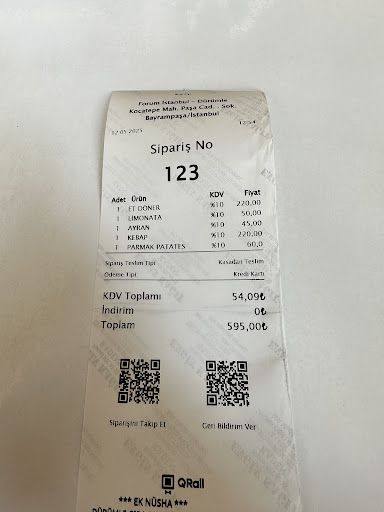 Forum İstanbul - Dürümle
Kocatepe Mah. Paşa Cad. . Sok.
Bayrampaşa/İstanbul
12.05.2025 12:54
Sipariş No
123
Adet Ürün KDV Fiyat
1 ET DÖNER %10 220,00
1 LİMONATA %10 50,00
1 AYRAN %10 45,00
1 KEBAP %10 220,00
1 PARMAK PATATES %10 60,0
Sipariş Teslim Tipi Kasadan Teslim
Ödeme Tipi Kredi Kartı
KDV Toplamı 54,09₺
İndirim 0₺
Toplam 595,00₺
Siparişini Takip Et Geri Bildirim Ver
QRall
*** EK NÜSHA ***